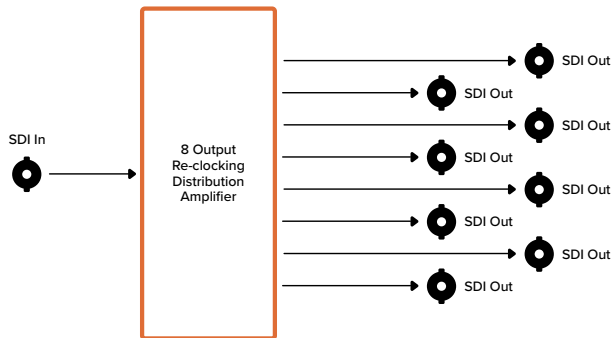 SDI In
8 Output
Re-clocking
Distribution
Amplifier
SDI Out
SDI Out
SDI Out
SDI Out
SDI Out
SDI Out
SDI Out
SDI Out